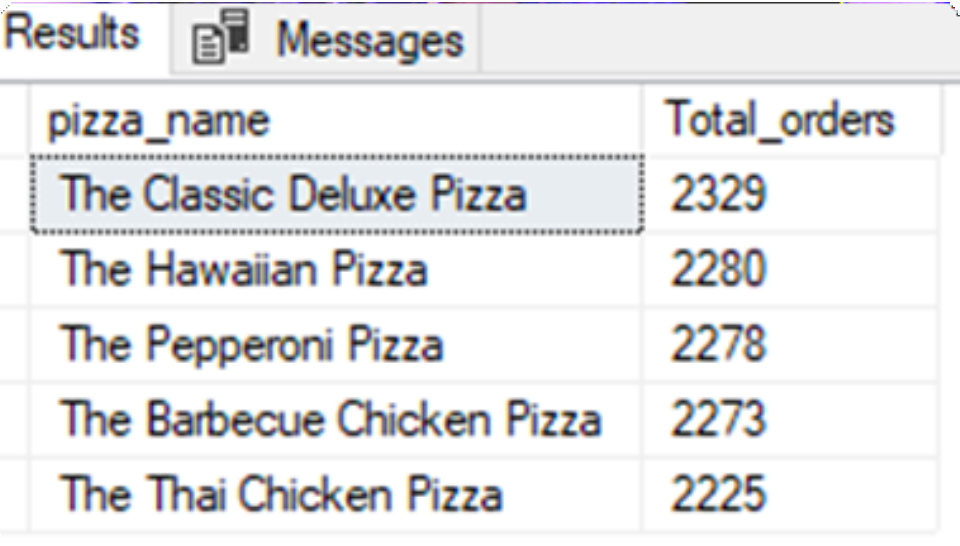 Results Messages
pizza_name Total_orders
The Classic Deluxe Pizza 2329
The Hawaiian Pizza 2280
The Pepperoni Pizza 2278
The Barbecue Chicken Pizza 2273
The Thai Chicken Pizza 2225